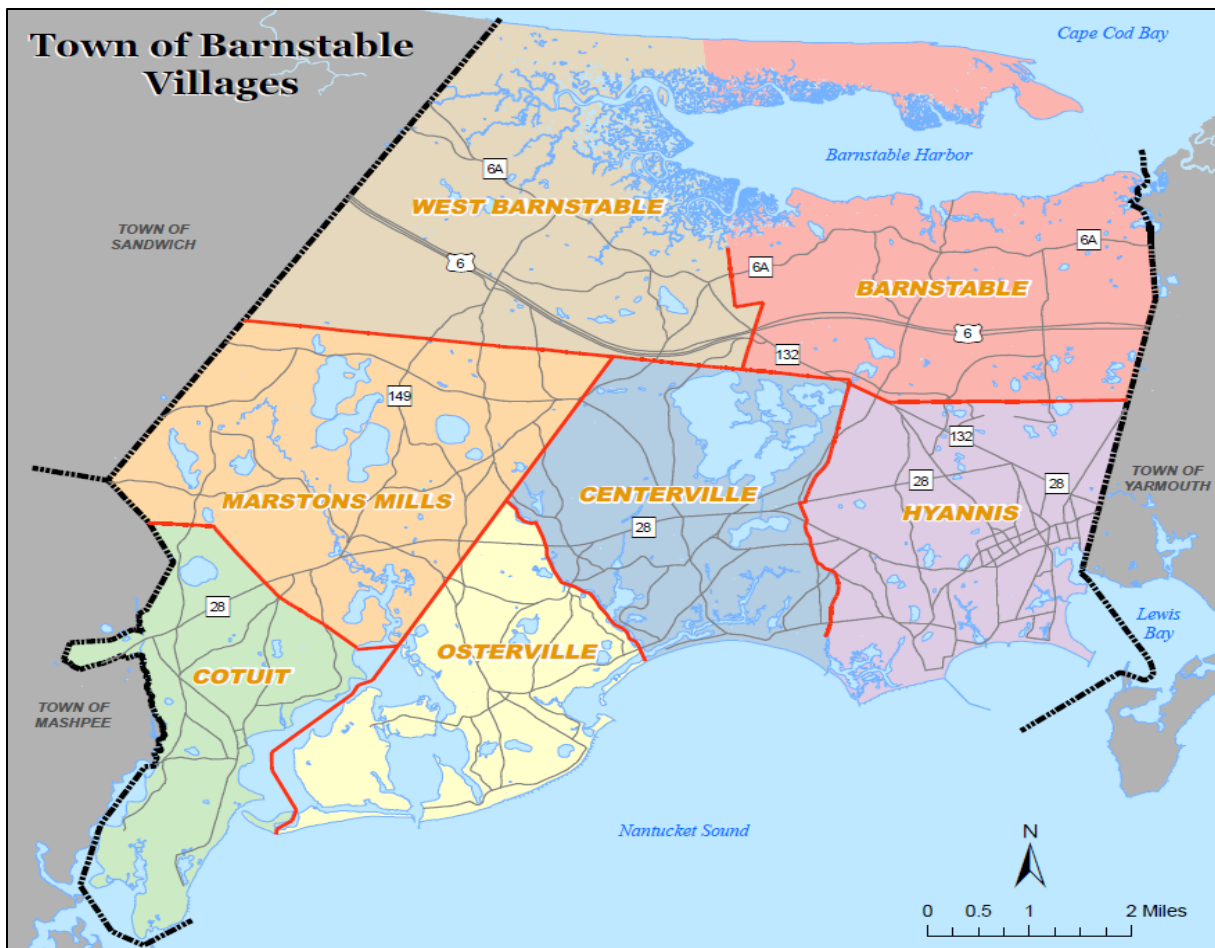 Town of Barnstable
Villages
Cape Cod Bay
Barnstable Harbor
6A
WEST BARNSTABLE
TOWN OF
SANDWICH
6
6A
6A
BARNSTABLE
6
132
149
132
MARSTONS MILLS
CENTERVILLE
28
28
28
HYANNIS
TOWN OF
YARMOUTH
28
COTUIT
OSTERVILLE
Lewis
Bay
TOWN OF
MASHPEE
Nantucket Sound
N
0 0.5 1 2 Miles